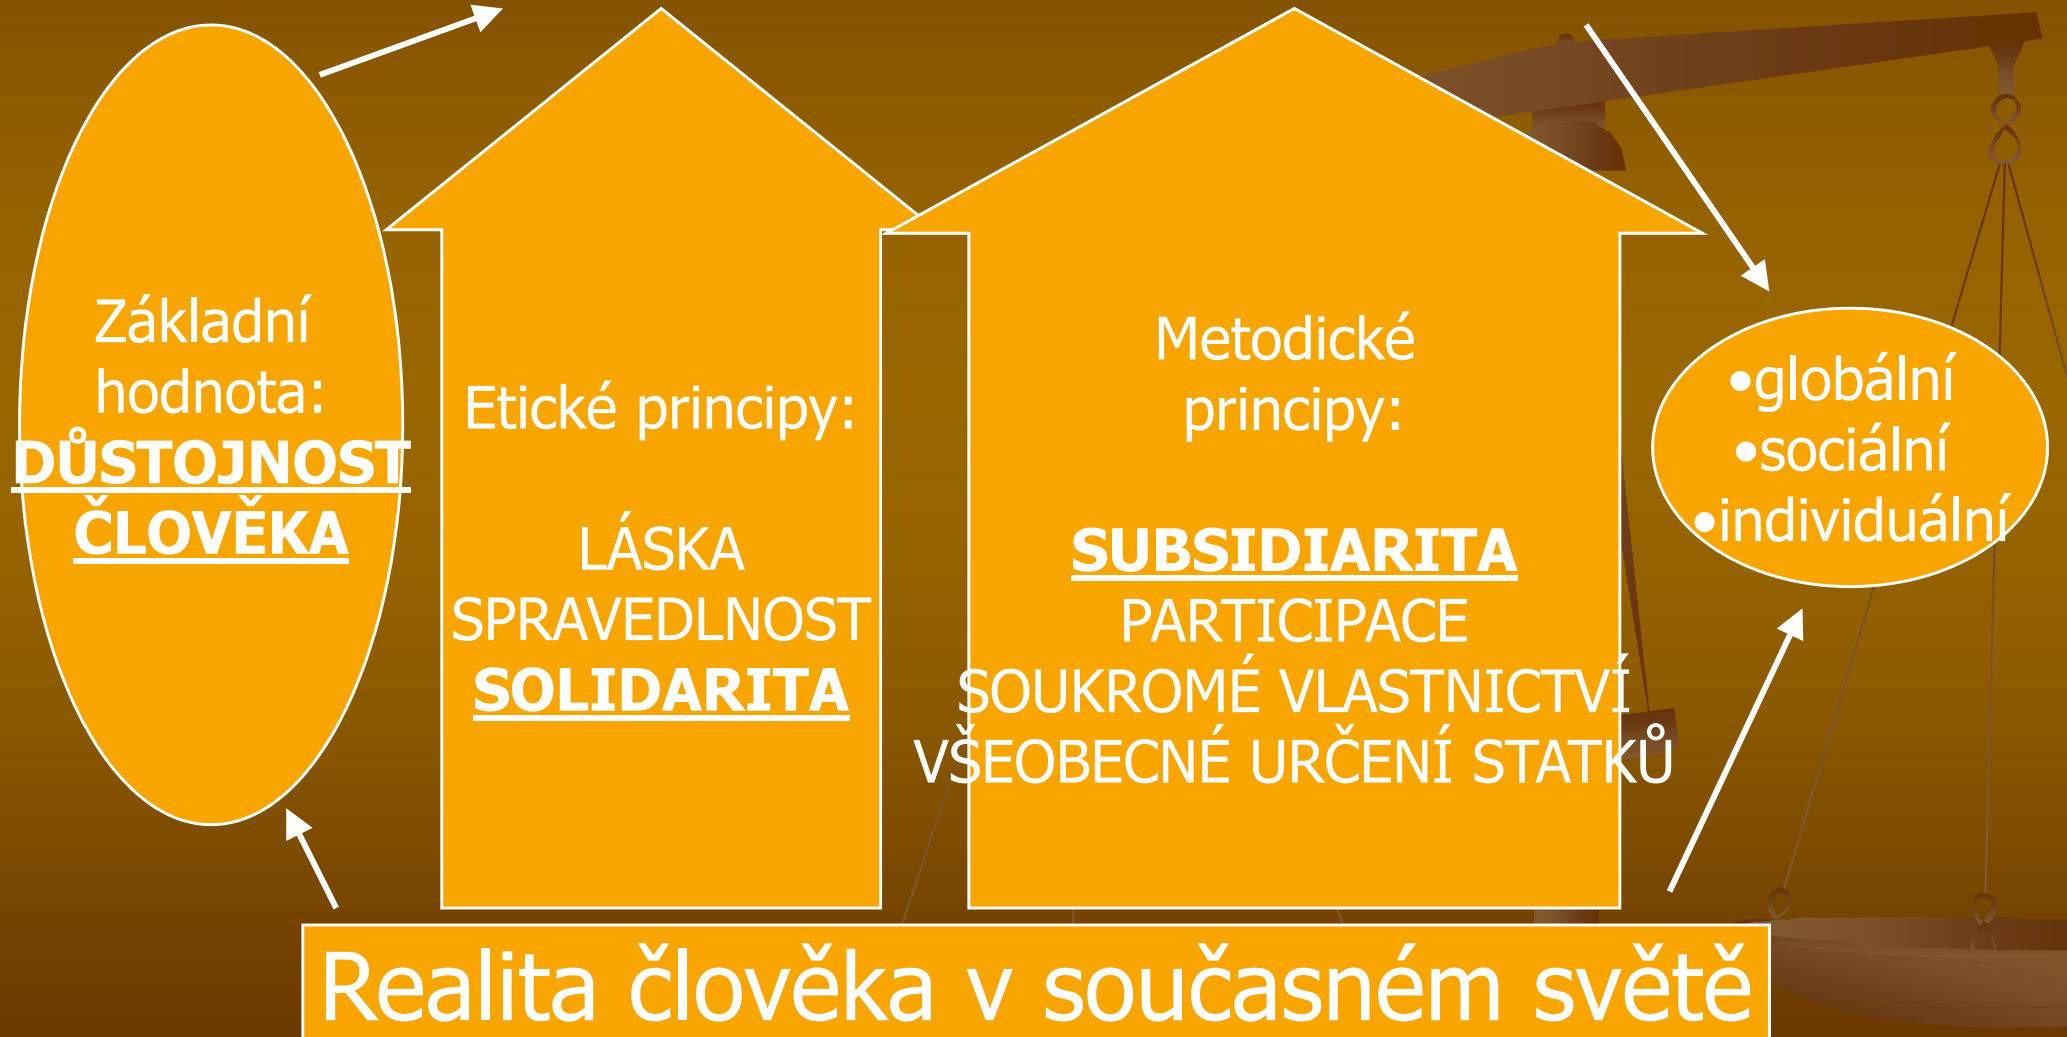 Základní
hodnota:
DŮSTOJNOST
ČLOVĚKA
Etické principy:
LÁSKA
SPRAVEDLNOST
SOLIDARITA
Metodické
principy:
SUBSIDIARITA
PARTICIPACE
SOUKROMÉ VLASTNICTVÍ
VŠEOBECNÉ URČENÍ STATKŮ
•globální
•sociální
•individuální
Realita člověka v současném světě